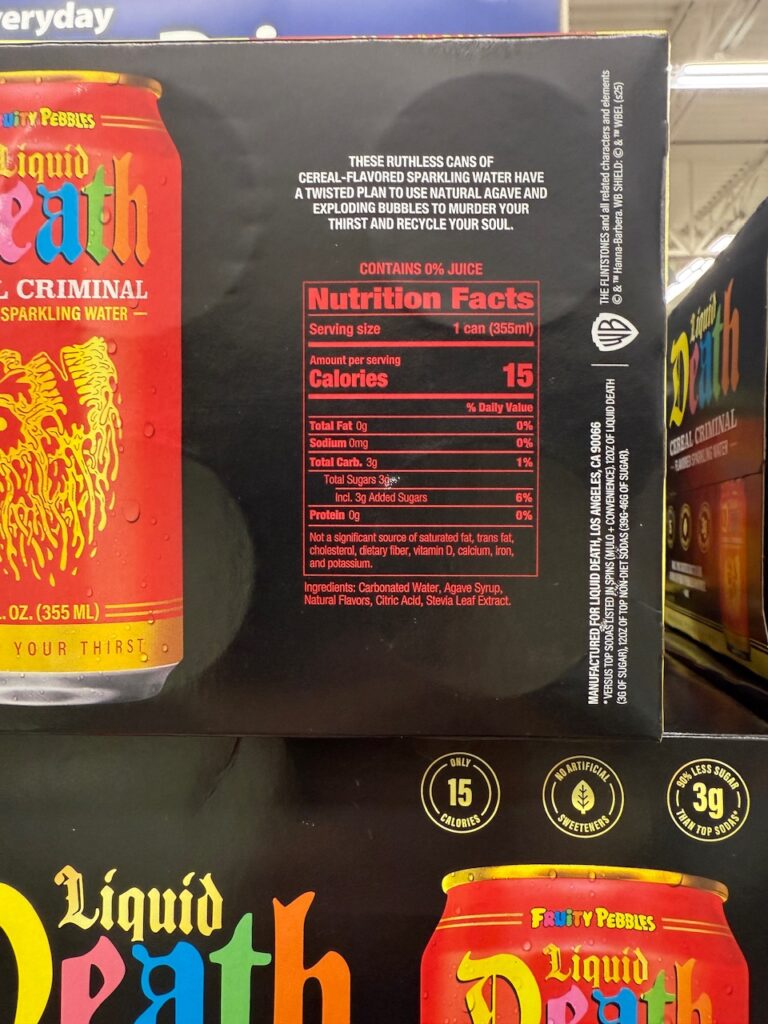 veryday
FRUITY PEBBLES
Liquid
Death
CRIMINAL
SPARKLING WATER
. OZ. (355 ML)
YOUR THIRST
THESE RUTHLESS CANS OF
CEREAL-FLAVORED SPARKLING WATER HAVE
A TWISTED PLAN TO USE NATURAL AGAVE AND
EXPLODING BUBBLES TO MURDER YOUR
THIRST AND RECYCLE YOUR SOUL.
CONTAINS 0% JUICE
Nutrition Facts
Serving size 1 can (355ml)
Amount per serving
Calories 15
% Daily Value
Total Fat 0g 0%
Sodium 0mg 0%
Total Carb. 3g 1%
Total Sugars 3g
Incl. 3g Added Sugars 6%
Protein 0g 0%
Not a significant source of saturated fat, trans fat,
cholesterol, dietary fiber, vitamin D, calcium, iron,
and potassium.
Ingredients: Carbonated Water, Agave Syrup,
Natural Flavors, Citric Acid, Stevia Leaf Extract.
THE FLINTSTONES and all related characters and elements
© & ™ Hanna-Barbera. WB SHIELD: © & ™ WBEI. (s25)
WB
MANUFACTURED FOR LIQUID DEATH, LOS ANGELES, CA 90066
*VERSUS TOP SODAS LISTED IN SPINS (MULO + CONVENIENCE). 12OZ OF LIQUID DEATH
(3G OF SUGAR), 12OZ OF TOP NON-DIET SODAS (39G-46G OF SUGAR).
Liquid
Death
CEREAL CRIMINAL
FLAVORED SPARKLING WATER
ONLY
15
CALORIES
NO ARTIFICIAL
SWEETENERS
90% LESS SUGAR
3g
THAN TOP SODAS*
Liquid
Death
FRUITY PEBBLES
Liquid
Death